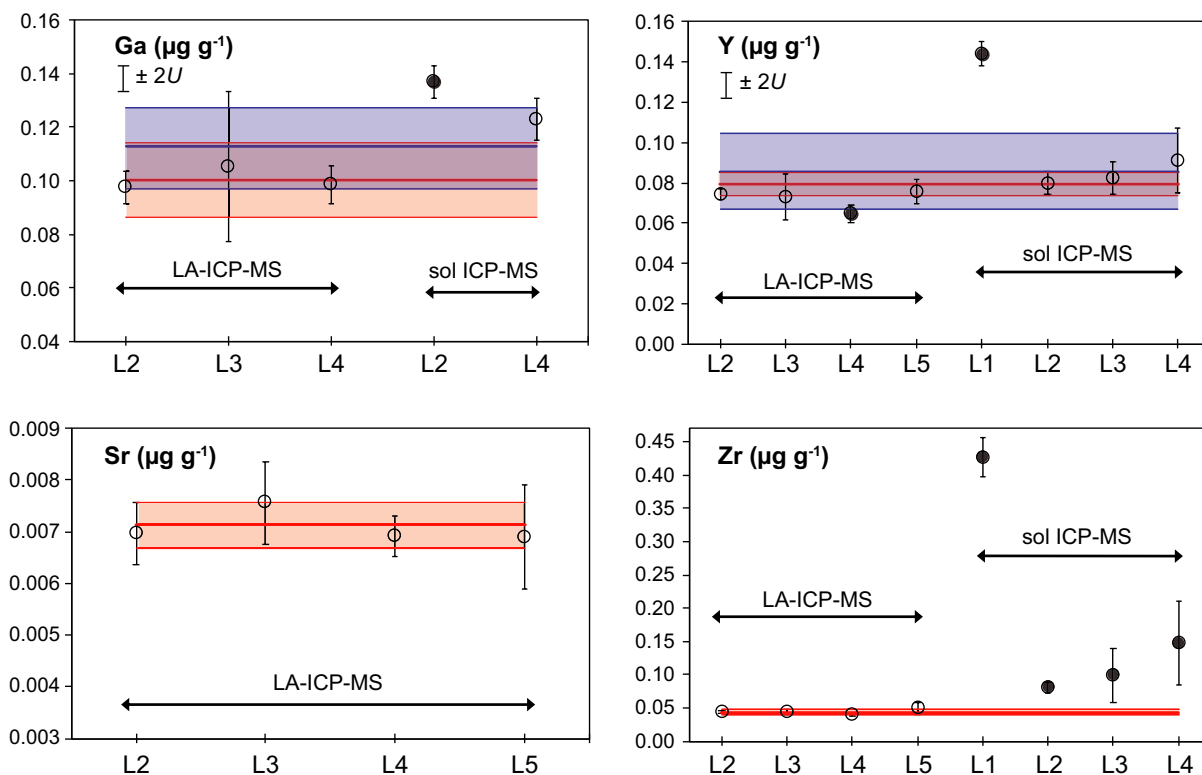 Ga (µg g-1)
± 2U
0.16
0.14
0.12
0.10
0.08
0.06
0.04
LA-ICP-MS
sol ICP-MS
L2 L3 L4 L2 L4
Y (µg g-1)
± 2U
0.16
0.14
0.12
0.10
0.08
0.06
0.04
0.02
0.00
sol ICP-MS
LA-ICP-MS
L2 L3 L4 L5 L1 L2 L3 L4
Sr (µg g-1)
0.009
0.008
0.007
0.006
0.005
0.004
0.003
LA-ICP-MS
L2 L3 L4 L5
Zr (µg g-1)
0.45
0.40
0.35
0.30
0.25
0.20
0.15
0.10
0.05
0.00
sol ICP-MS
LA-ICP-MS
L2 L3 L4 L5 L1 L2 L3 L4